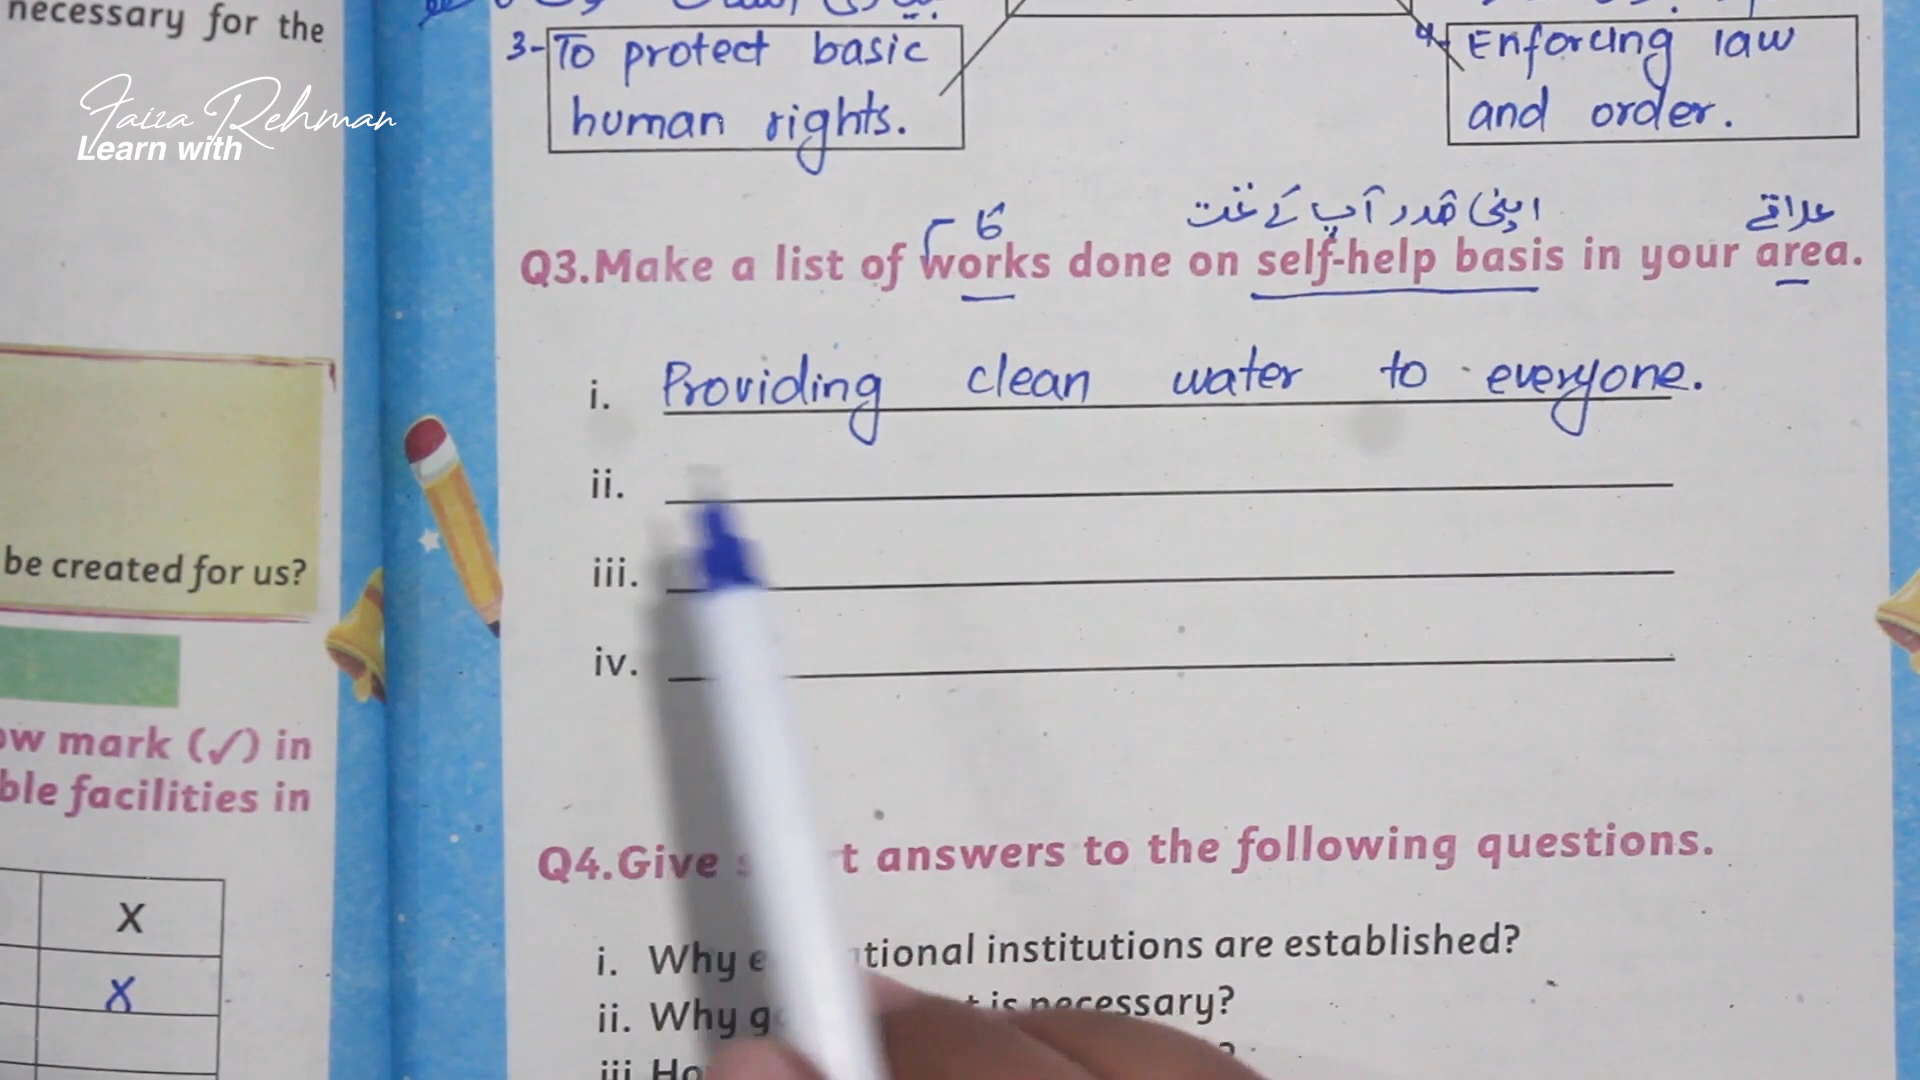 necessary for the
Faiza Rehman
Learn with
be created for us?
ow mark (✓) in
ble facilities in
X
X
3- To protect basic
human rights.
4- Enforcing law
and order.
کام
اپنی مدد آپ کے تحت
علاقے
Q3.Make a list of works done on self-help basis in your area.
i. Providing clean water to everyone.
ii.
iii.
iv.
Q4.Give answers to the following questions.
i. Why institutions are established?
ii. Why is necessary?
iii